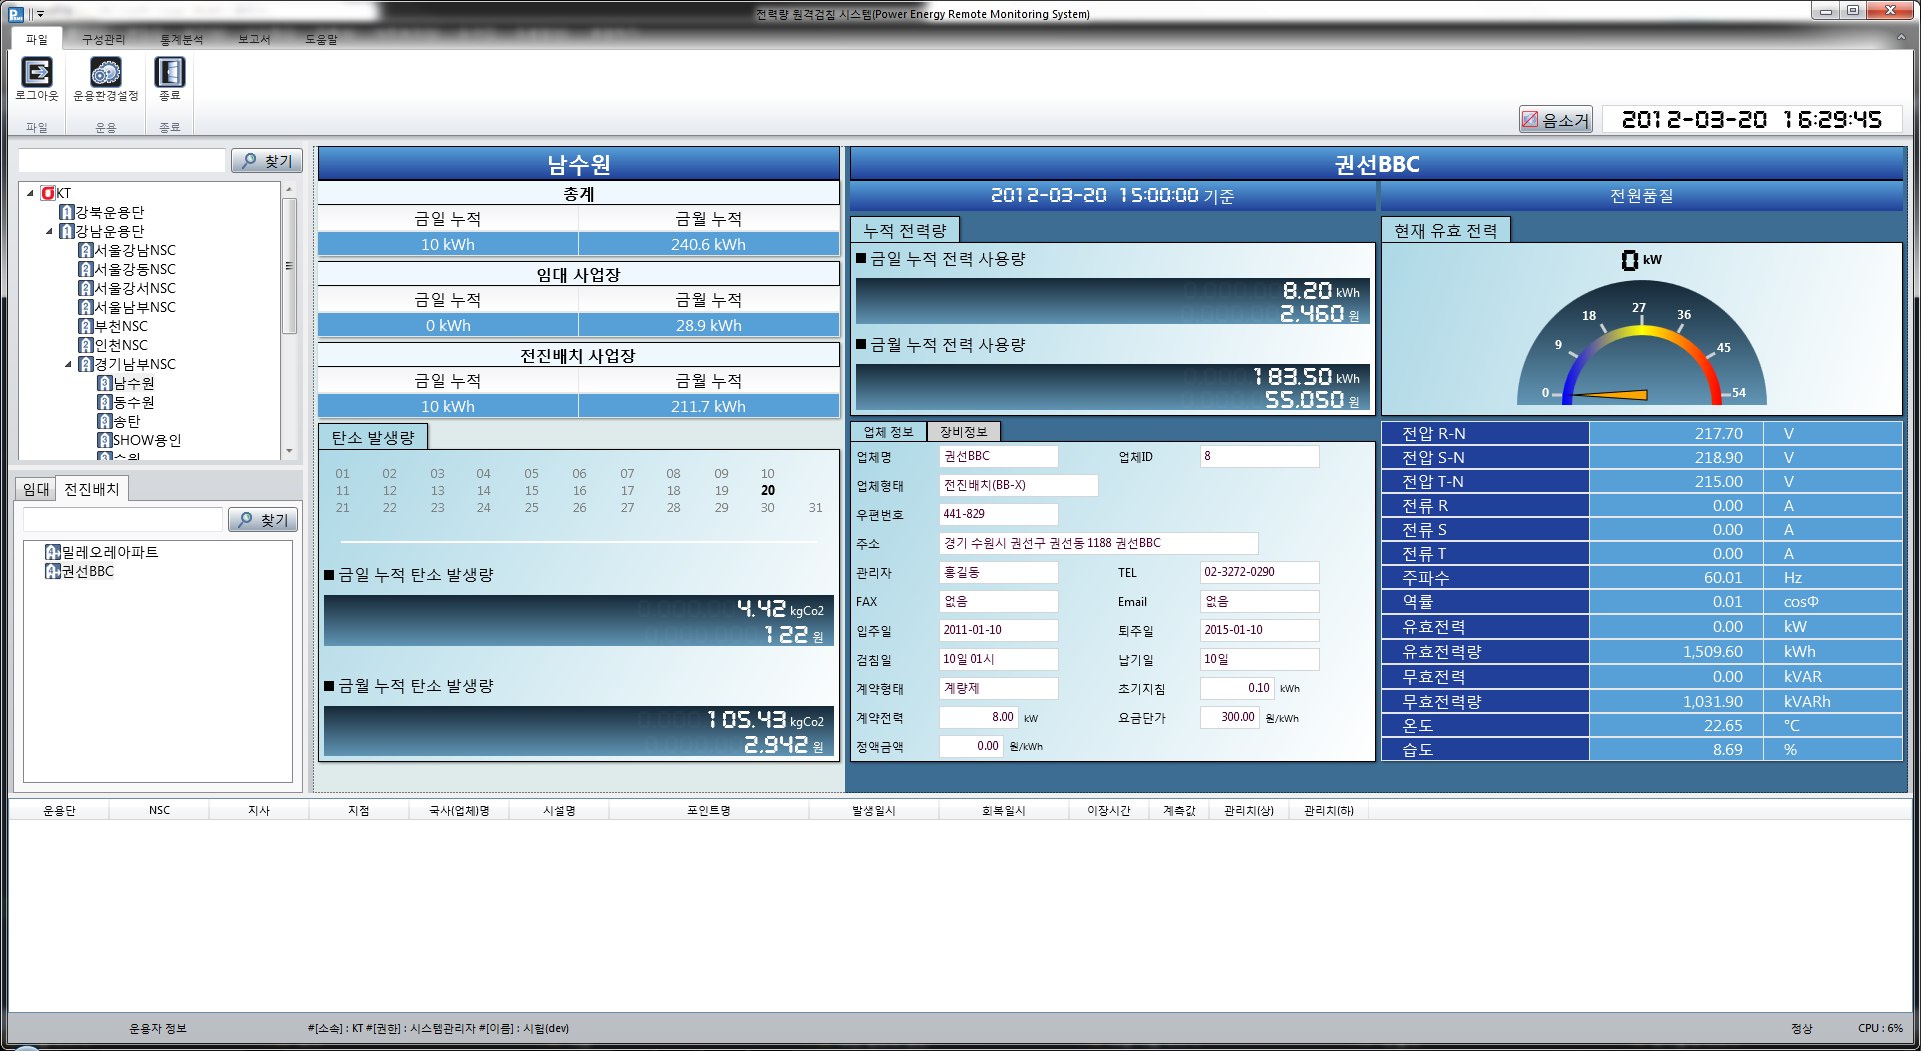 전력량 원격검침 시스템(Power Energy Remote Monitoring System)
파일 구성관리 통계분석 보고서 도움말
로그아웃 운용환경설정 종료
파일 운용 종료
음소거 2012-03-20 16:29:45
찾기
KT
강북운용단
강남운용단
서울강남NSC
서울강동NSC
서울강서NSC
서울남부NSC
부천NSC
인천NSC
경기남부NSC
남수원
동수원
송탄
SHOW용인
수원
임대 전진배치
찾기
밀레오레아파트
권선BBC
남수원
총계
금일 누적 금월 누적
10 kWh 240.6 kWh
임대 사업장
금일 누적 금월 누적
0 kWh 28.9 kWh
전진배치 사업장
금일 누적 금월 누적
10 kWh 211.7 kWh
탄소 발생량
01 02 03 04 05 06 07 08 09 10
11 12 13 14 15 16 17 18 19 20
21 22 23 24 25 26 27 28 29 30 31
■ 금일 누적 탄소 발생량
4.42 kgCo2
122 원
■ 금월 누적 탄소 발생량
105.43 kgCo2
2,942 원
권선BBC
2012-03-20 15:00:00 기준
누적 전력량
■ 금일 누적 전력 사용량
8.20 kWh
2,460 원
■ 금월 누적 전력 사용량
183.50 kWh
55,050 원
업체 정보 장비정보
업체명 권선BBC 업체ID 8
업체형태 전진배치(BB-X)
우편번호 441-829
주소 경기 수원시 권선구 권선동 1188 권선BBC
관리자 홍길동 TEL 02-3272-0290
FAX 없음 Email 없음
입주일 2011-01-10 퇴주일 2015-01-10
검침일 10일 01시 납기일 10일
계약형태 계량제 초기지침 0.10 kWh
계약전력 8.00 kW 요금단가 300.00 원/kWh
정액금액 0.00 원/kWh
전원품질
현재 유효 전력
0 kW
0 9 18 27 36 45 54
전압 R-N 217.70 V
전압 S-N 218.90 V
전압 T-N 215.00 V
전류 R 0.00 A
전류 S 0.00 A
전류 T 0.00 A
주파수 60.01 Hz
역률 0.01 cosΦ
유효전력 0.00 kW
유효전력량 1,509.60 kWh
무효전력 0.00 kVAR
무효전력량 1,031.90 kVARh
온도 22.65 °C
습도 8.69 %
운용단 NSC 지사 지점 국사(업체)명 시설명 포인트명 발생일시 회복일시 이장시간 계측값 관리치(상) 관리치(하)
운용자 정보 #[소속] : KT #[권한] : 시스템관리자 #[이름] : 시험(dev) 정상 CPU : 6%